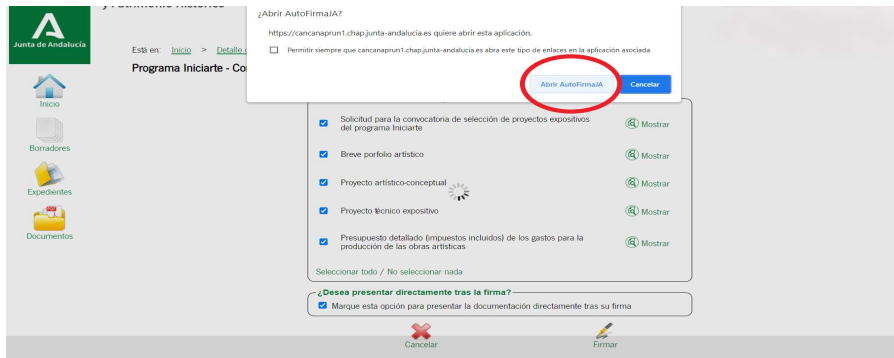 y Patrimonio Histórico
Junta de Andalucía
Está en: Inicio > Detalle
Programa Iniciarte - Co
¿Abrir AutoFirmaJA?
https://cancanaprun1.chap.junta-andalucia.es quiere abrir esta aplicación.
Permitir siempre que cancanaprun1.chap.junta-andalucia.es abra este tipo de enlaces en la aplicación asociada
Abrir AutoFirmaJA Cancelar
Inicio
Borradores
Expedientes
Documentos
Solicitud para la convocatoria de selección de proyectos expositivos
del programa Iniciarte
Mostrar
Breve porfolio artístico
Mostrar
Proyecto artístico-conceptual
Mostrar
Proyecto técnico expositivo
Mostrar
Presupuesto detallado (impuestos incluidos) de los gastos para la
producción de las obras artísticas
Mostrar
Seleccionar todo / No seleccionar nada
¿Desea presentar directamente tras la firma?
Marque esta opción para presentar la documentación directamente tras su firma
Cancelar
Firmar